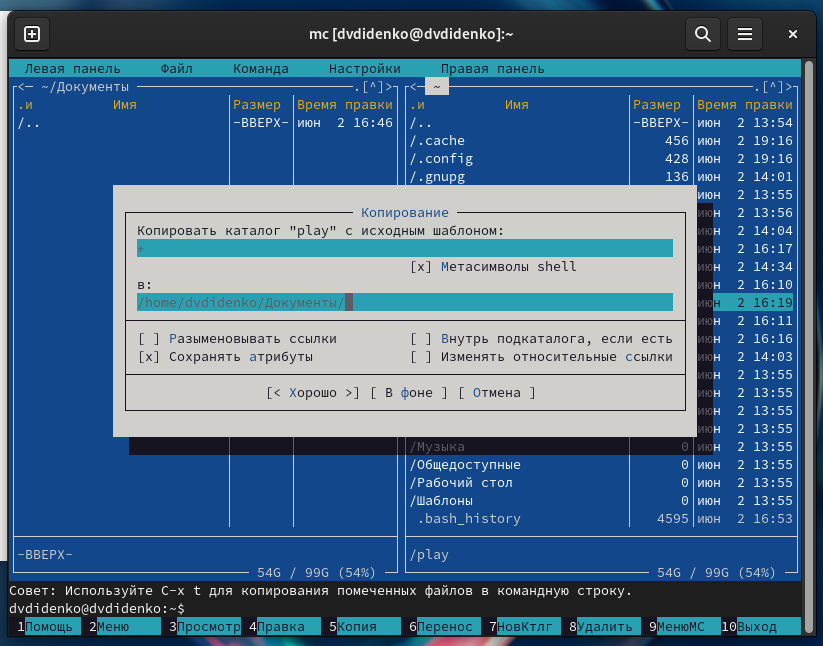 mc [dvdidenko@dvdidenko]:~
Левая панель Файл Команда Настройки Правая панель
<─ ~/Документы .[^]> <─ ~ .[^]>
.и Имя Размер Время правки .и Имя Размер Время правки
/.. -ВВЕРХ- июн 2 16:46 /.. -ВВЕРХ- июн 2 13:54
/.cache 456 июн 2 19:16
/.config 428 июн 2 19:16
/.gnupg 136 июн 2 14:01
июн 2 13:55
Копирование июн 2 13:56
Копировать каталог "play" с исходным шаблоном: июн 2 14:04
* июн 2 16:17
[x] Метасимволы shell июн 2 14:34
в: июн 2 16:10
/home/dvdidenko/Документы/ июн 2 16:19
июн 2 16:11
[ ] Разыменовывать ссылки [ ] Внутрь подкаталога, если есть июн 2 16:16
[x] Сохранять атрибуты [ ] Изменять относительные ссылки июн 2 14:03
июн 2 13:55
[< Хорошо >] [ В фоне ] [ Отмена ] июн 2 13:55
июн 2 13:55
июн 2 13:55
/Музыка 0 июн 2 13:55
/Общедоступные 0 июн 2 13:55
/Рабочий стол 0 июн 2 13:55
/Шаблоны 0 июн 2 13:55
.bash_history 4595 июн 2 16:53
-ВВЕРХ- /play
54G / 99G (54%) 54G / 99G (54%)
Совет: Используйте C-x t для копирования помеченных файлов в командную строку.
dvdidenko@dvdidenko:~$
1Помощь 2Меню 3Просмотр 4Правка 5Копия 6Перенос 7НовКтлг 8Удалить 9МенюMC 10Выход